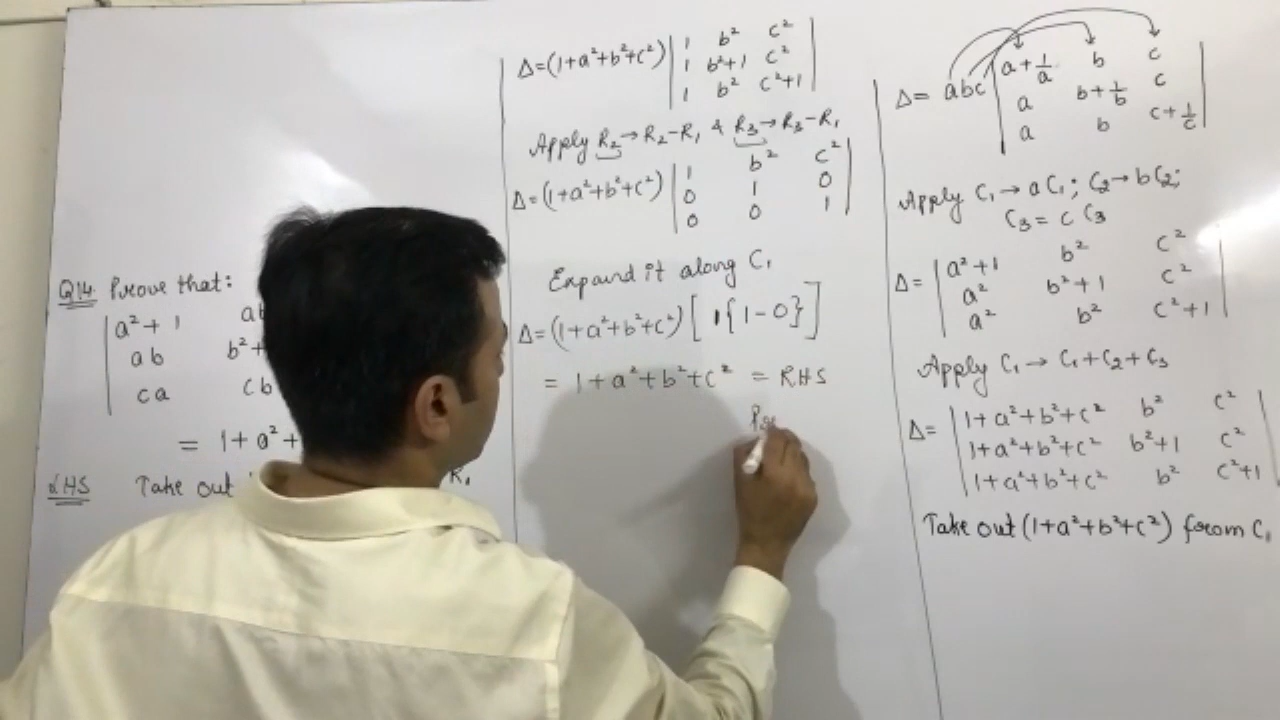 Q14. Prove that:
| a² + 1
ab
ca cb
= 1 + a² +
LHS Take out R₁
Δ = abc | a + 1/a b c
a b + 1/b c
a b c + 1/c |
Apply C₁ → aC₁ ; C₂ → bC₂;
C₃ = c C₃
Δ = | a² + 1 b² c²
a² b² + 1 c²
a² b² c² + 1 |
Apply C₁ → C₁ + C₂ + C₃
Δ = | 1 + a² + b² + c² b² c²
1 + a² + b² + c² b² + 1 c²
1 + a² + b² + c² b² c² + 1 |
Take out (1 + a² + b² + c²) from C₁
Δ = (1 + a² + b² + c²) | 1 b² c²
1 b² + 1 c²
1 b² c² + 1 |
Apply R₂ → R₂ − R₁ & R₃ → R₃ − R₁
Δ = (1 + a² + b² + c²) | 1 b² c²
0 1 0
0 0 1 |
Expand it along C₁
Δ = (1 + a² + b² + c²) [ 1 { 1 − 0 } ]
= 1 + a² + b² + c² = RHS